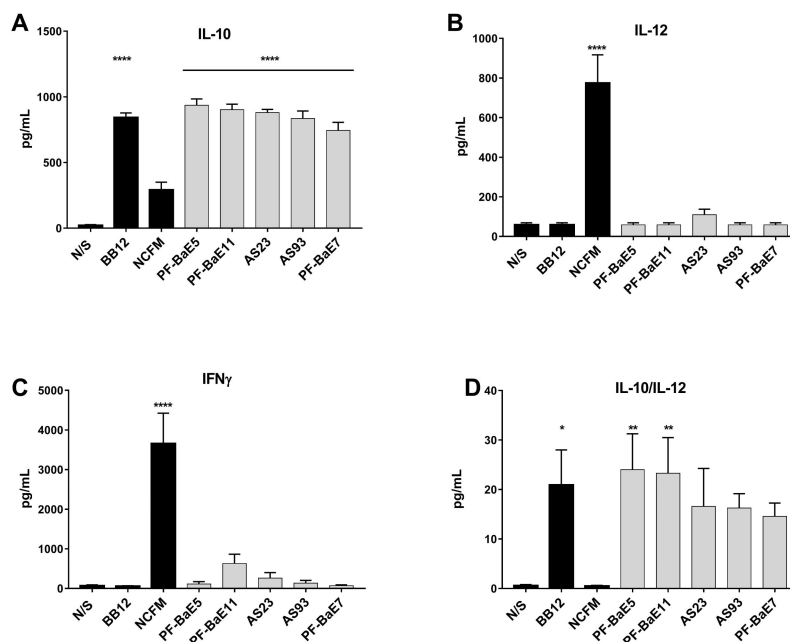 A
IL-10
pg/mL
1500
1000
500
0
****
****
N/S
BB12
NCFM
PF-BaE5
PF-BaE11
AS23
AS93
PF-BaE7
B
IL-12
pg/mL
1000
800
600
400
200
0
****
N/S
BB12
NCFM
PF-BaE5
PF-BaE11
AS23
AS93
PF-BaE7
C
IFNγ
pg/mL
5000
4000
3000
2000
1000
0
****
N/S
BB12
NCFM
PF-BaE5
PF-BaE11
AS23
AS93
PF-BaE7
D
IL-10/IL-12
pg/mL
40
30
20
10
0
*
**
**
N/S
BB12
NCFM
PF-BaE5
PF-BaE11
AS23
AS93
PF-BaE7